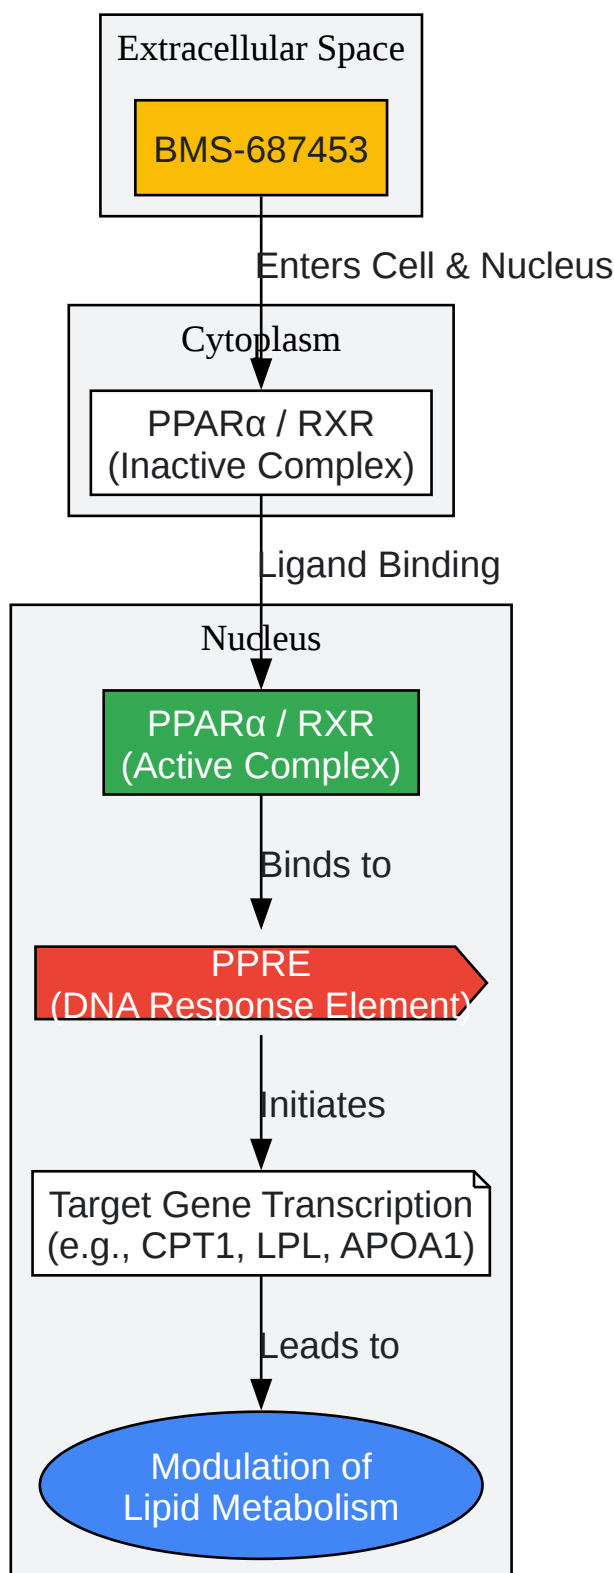 Extracellular Space
BMS-687453
Enters Cell & Nucleus
Cytoplasm
PPARα / RXR
(Inactive Complex)
Ligand Binding
Nucleus
PPARα / RXR
(Active Complex)
Binds to
PPRE
(DNA Response Element)
Initiates
Target Gene Transcription
(e.g., CPT1, LPL, APOA1)
Leads to
Modulation of
Lipid Metabolism